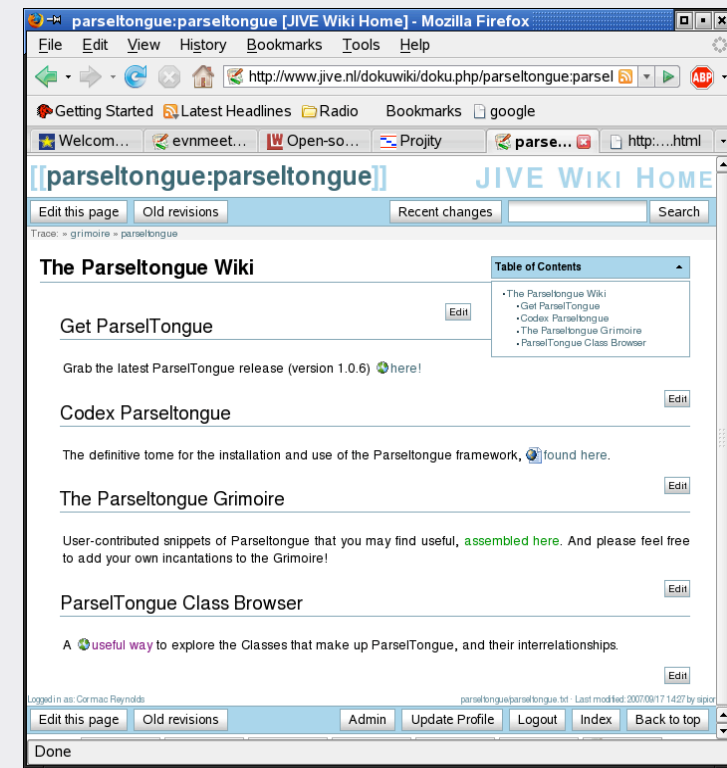 parseltongue:parseltongue [JIVE Wiki Home] - Mozilla Firefox
File Edit View History Bookmarks Tools Help
http://www.jive.nl/dokuwiki/doku.php/parseltongue:parsel ABP
Getting Started Latest Headlines Radio Bookmarks google
Welcom... evnmeet... Open-so... Projity parse... http:....html
[[parseltongue:parseltongue]] JIVE WIKI HOME
Edit this page Old revisions Recent changes Search
Trace: » grimoire » parseltongue
The Parseltongue Wiki
Table of Contents
The Parseltongue Wiki
Get ParselTongue
Codex Parseltongue
The Parseltongue Grimoire
ParselTongue Class Browser
Edit
Get ParselTongue
Grab the latest ParselTongue release (version 1.0.6) here!
Edit
Codex Parseltongue
The definitive tome for the installation and use of the Parseltongue framework, found here.
Edit
The Parseltongue Grimoire
User-contributed snippets of Parseltongue that you may find useful, assembled here. And please feel free
to add your own incantations to the Grimoire!
Edit
ParselTongue Class Browser
A useful way to explore the Classes that make up ParselTongue, and their interrelationships.
Edit
Logged in as: Cormac Reynolds parseltongue/parseltongue.txt · Last modified: 2007/09/17 14:27 by sipior
Edit this page Old revisions Admin Update Profile Logout Index Back to top
Done